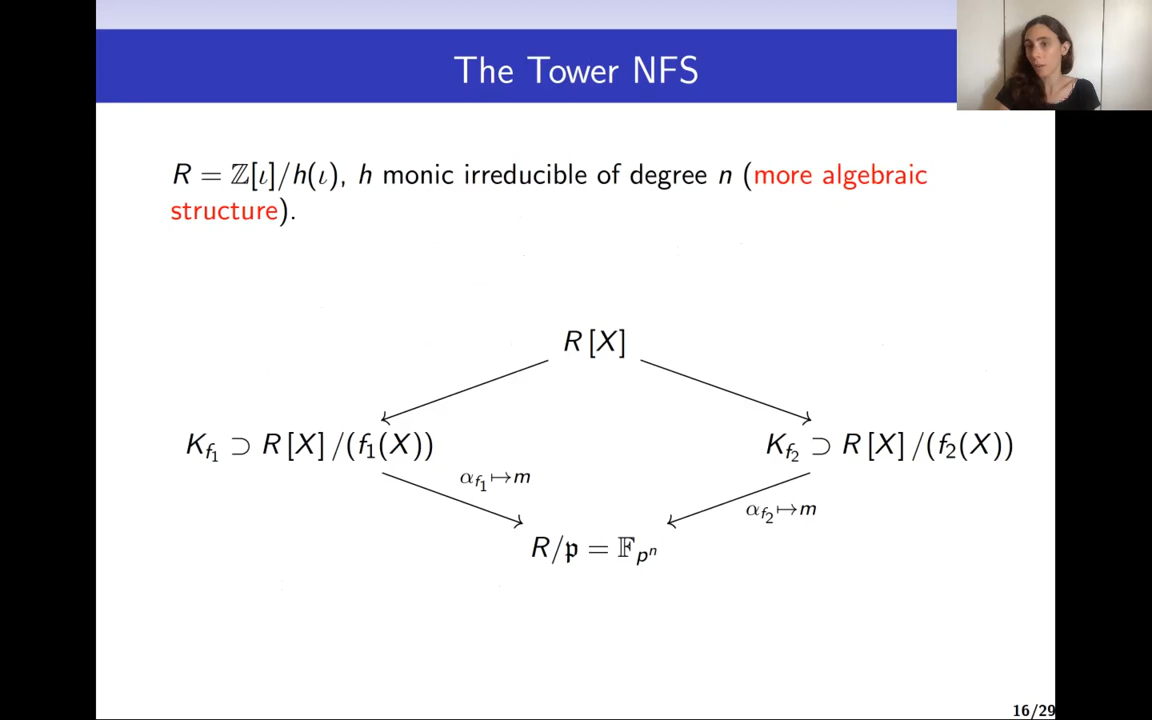 The Tower NFS
R = ℤ[ι]/h(ι), h monic irreducible of degree n (more algebraic
structure).
R[X]
K_{f_1} ⊃ R[X]/(f_1(X))
K_{f_2} ⊃ R[X]/(f_2(X))
α_{f_1} ↦ m
α_{f_2} ↦ m
R/𝔭 = 𝔽_{p^n}
16/29